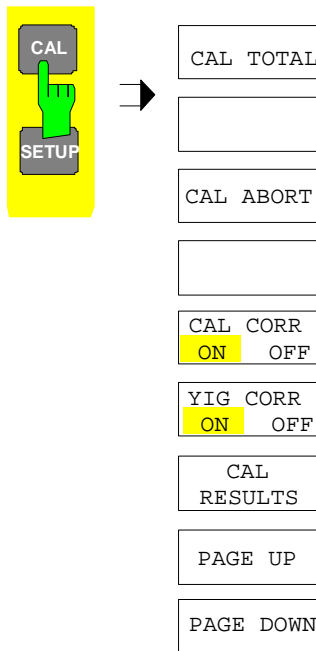 CAL
SETUP
CAL TOTAL
CAL ABORT
CAL CORR
ON OFF
YIG CORR
ON OFF
CAL
RESULTS
PAGE UP
PAGE DOWN